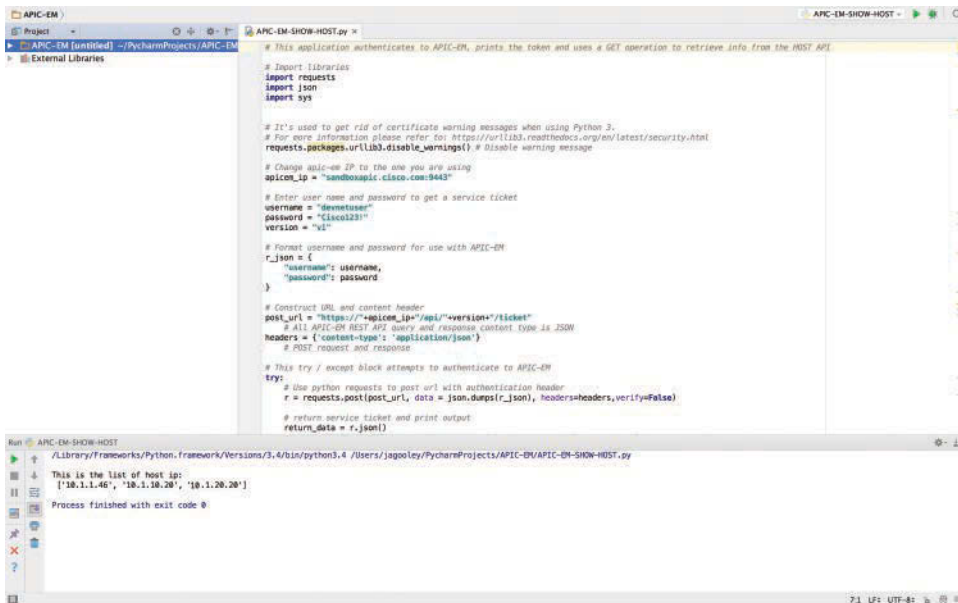 APIC-EM
APIC-EM-SHOW-HOST
Project
APIC-EM-SHOW-HOST.py ×
APIC-EM [untitled] ~/PycharmProjects/APIC-EM
External Libraries
# This application authenticates to APIC-EM, prints the token and uses a GET operation to retrieve info from the HOST API
# Import libraries
import requests
import json
import sys
# It's used to get rid of certificate warning messages when using Python 3.
# For more information please refer to: https://urllib3.readthedocs.org/en/latest/security.html
requests.packages.urllib3.disable_warnings() # Disable warning message
# Change apic-em IP to the one you are using
apicem_ip = "sandboxapic.cisco.com:9443"
# Enter user name and password to get a service ticket
username = "devnetuser"
password = "Cisco123!"
version = "v1"
# Format username and password for use with APIC-EM
r_json = {
"username": username,
"password": password
}
# Construct URL and content header
post_url = "https://"+apicem_ip+"/api/"+version+"/ticket"
# All APIC-EM REST API query and response content type is JSON
headers = {'content-type': 'application/json'}
# POST request and response
# This try / except block attempts to authenticate to APIC-EM
try:
# Use python requests to post url with authentication header
r = requests.post(post_url, data = json.dumps(r_json), headers=headers,verify=False)
# return service ticket and print output
return_data = r.json()
Run APIC-EM-SHOW-HOST
/Library/Frameworks/Python.framework/Versions/3.4/bin/python3.4 /Users/jagooley/PycharmProjects/APIC-EM/APIC-EM-SHOW-HOST.py
This is the list of host ip:
['10.1.1.46', '10.1.10.20', '10.1.20.20']
Process finished with exit code 0
7:1 LF: UTF-8: